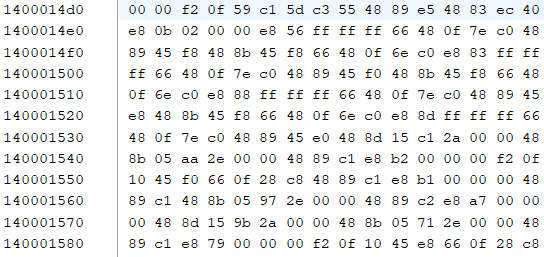 1400014d0 00 00 f2 0f 59 c1 5d c3 55 48 89 e5 48 83 ec 40
1400014e0 e8 0b 02 00 00 e8 56 ff ff ff 66 48 0f 7e c0 48
1400014f0 89 45 f8 48 8b 45 f8 66 48 0f 6e c0 e8 83 ff ff
140001500 ff 66 48 0f 7e c0 48 89 45 f0 48 8b 45 f8 66 48
140001510 0f 6e c0 e8 88 ff ff ff 66 48 0f 7e c0 48 89 45
140001520 e8 48 8b 45 f8 66 48 0f 6e c0 e8 8d ff ff ff 66
140001530 48 0f 7e c0 48 89 45 e0 48 8d 15 c1 2a 00 00 48
140001540 8b 05 aa 2e 00 00 48 89 c1 e8 b2 00 00 00 f2 0f
140001550 10 45 f0 66 0f 28 c8 48 89 c1 e8 b1 00 00 00 48
140001560 89 c1 48 8b 05 97 2e 00 00 48 89 c2 e8 a7 00 00
140001570 00 48 8d 15 9b 2a 00 00 48 8b 05 71 2e 00 00 48
140001580 89 c1 e8 79 00 00 00 f2 0f 10 45 e8 66 0f 28 c8